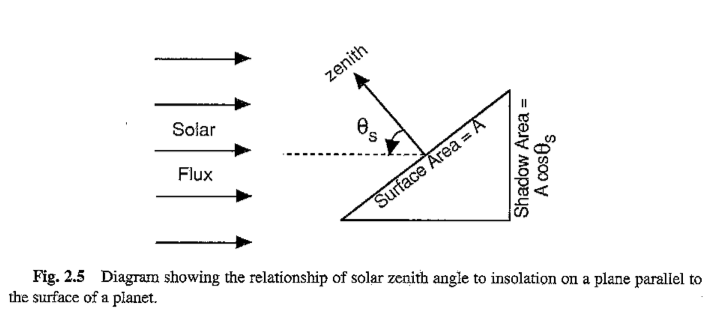 zenith
Solar
Flux
θs
Surface Area = A
Shadow Area =
A cosθs
Fig. 2.5 Diagram showing the relationship of solar zenith angle to insolation on a plane parallel to
the surface of a planet.